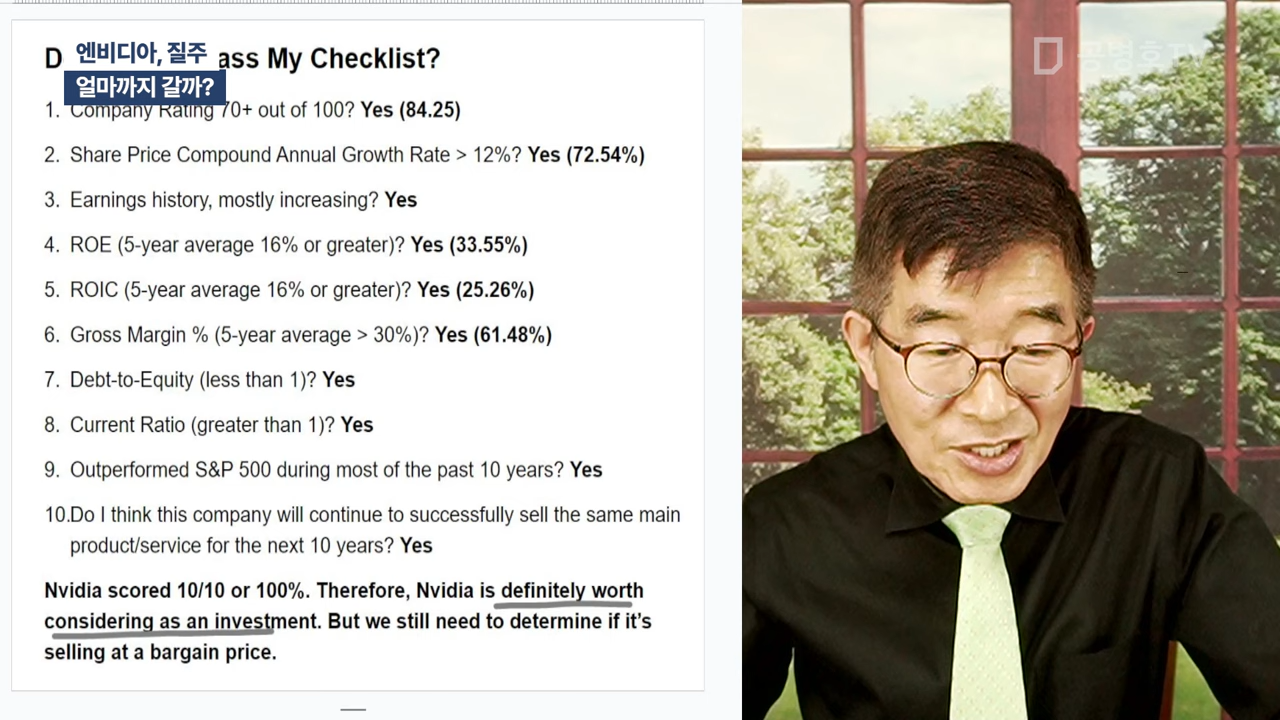 엔비디아, 질주
얼마까지 갈까?
D ass My Checklist?
1. Company Rating 70+ out of 100? Yes (84.25)
2. Share Price Compound Annual Growth Rate > 12%? Yes (72.54%)
3. Earnings history, mostly increasing? Yes
4. ROE (5-year average 16% or greater)? Yes (33.55%)
5. ROIC (5-year average 16% or greater)? Yes (25.26%)
6. Gross Margin % (5-year average > 30%)? Yes (61.48%)
7. Debt-to-Equity (less than 1)? Yes
8. Current Ratio (greater than 1)? Yes
9. Outperformed S&P 500 during most of the past 10 years? Yes
10.Do I think this company will continue to successfully sell the same main
product/service for the next 10 years? Yes
Nvidia scored 10/10 or 100%. Therefore, Nvidia is definitely worth
considering as an investment. But we still need to determine if it's
selling at a bargain price.
공병호TV